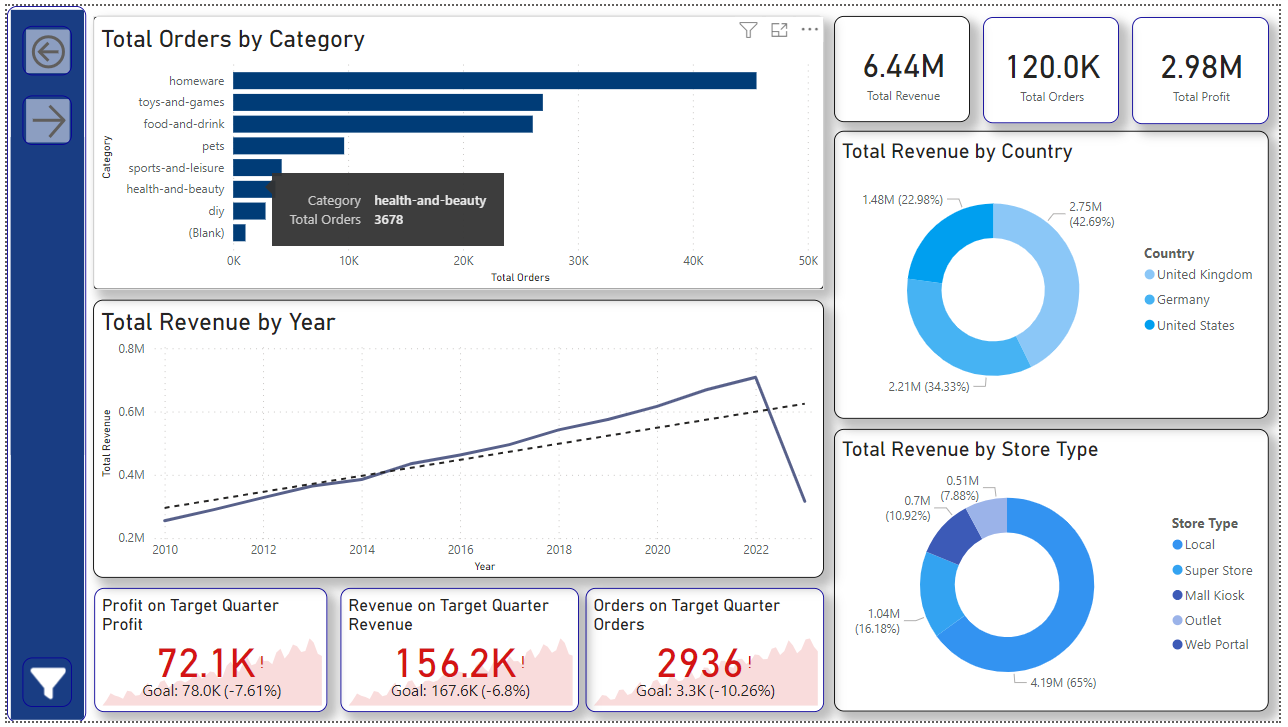 Total Orders by Category
Category
homeware
toys-and-games
food-and-drink
pets
sports-and-leisure
health-and-beauty
diy
(Blank)
Category health-and-beauty
Total Orders 3678
0K 10K 20K 30K 40K 50K
Total Orders
6.44M
Total Revenue
120.0K
Total Orders
2.98M
Total Profit
Total Revenue by Country
1.48M (22.98%)
2.75M
(42.69%)
2.21M (34.33%)
Country
United Kingdom
Germany
United States
Total Revenue by Year
Total Revenue
0.8M
0.6M
0.4M
0.2M
2010 2012 2014 2016 2018 2020 2022
Year
Total Revenue by Store Type
0.51M
(7.88%)
0.7M
(10.92%)
1.04M
(16.18%)
4.19M (65%)
Store Type
Local
Super Store
Mall Kiosk
Outlet
Web Portal
Profit on Target Quarter
Profit
72.1K!
Goal: 78.0K (-7.61%)
Revenue on Target Quarter
Revenue
156.2K!
Goal: 167.6K (-6.8%)
Orders on Target Quarter
Orders
2936!
Goal: 3.3K (-10.26%)